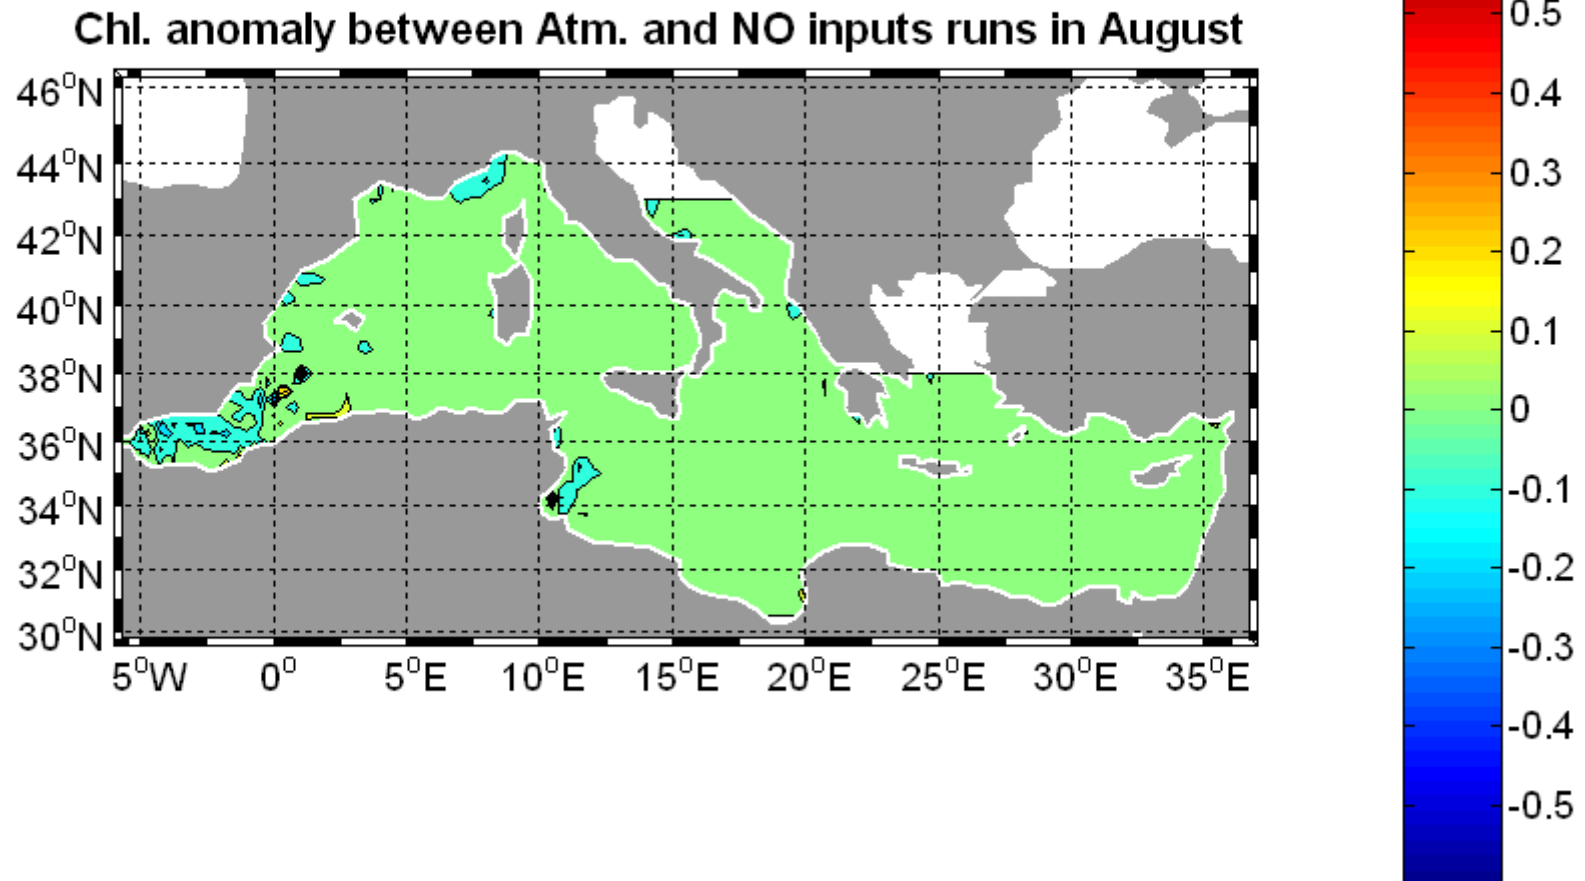 Chl. anomaly between Atm. and NO inputs runs in August
46°N
44°N
42°N
40°N
38°N
36°N
34°N
32°N
30°N
5°W 0° 5°E 10°E 15°E 20°E 25°E 30°E 35°E
0.5
0.4
0.3
0.2
0.1
0
-0.1
-0.2
-0.3
-0.4
-0.5